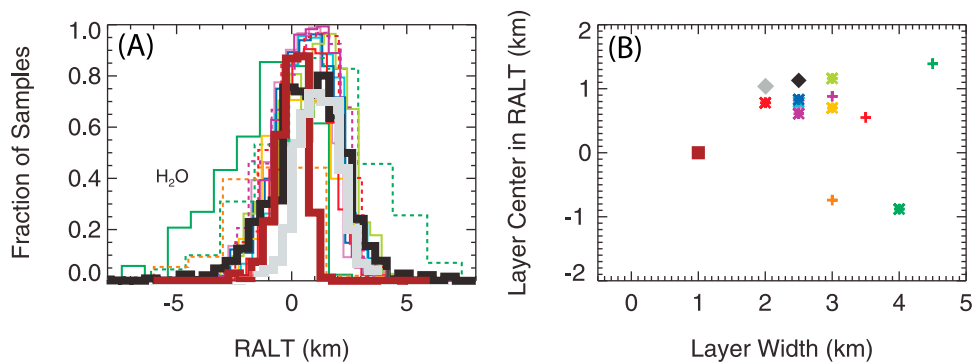 (A)
Fraction of Samples
1.0
0.8
0.6
0.4
0.2
0.0
H₂O
-5
0
5
RALT (km)
(B)
Layer Center in RALT (km)
2
1
0
-1
-2
0
1
2
3
4
5
Layer Width (km)